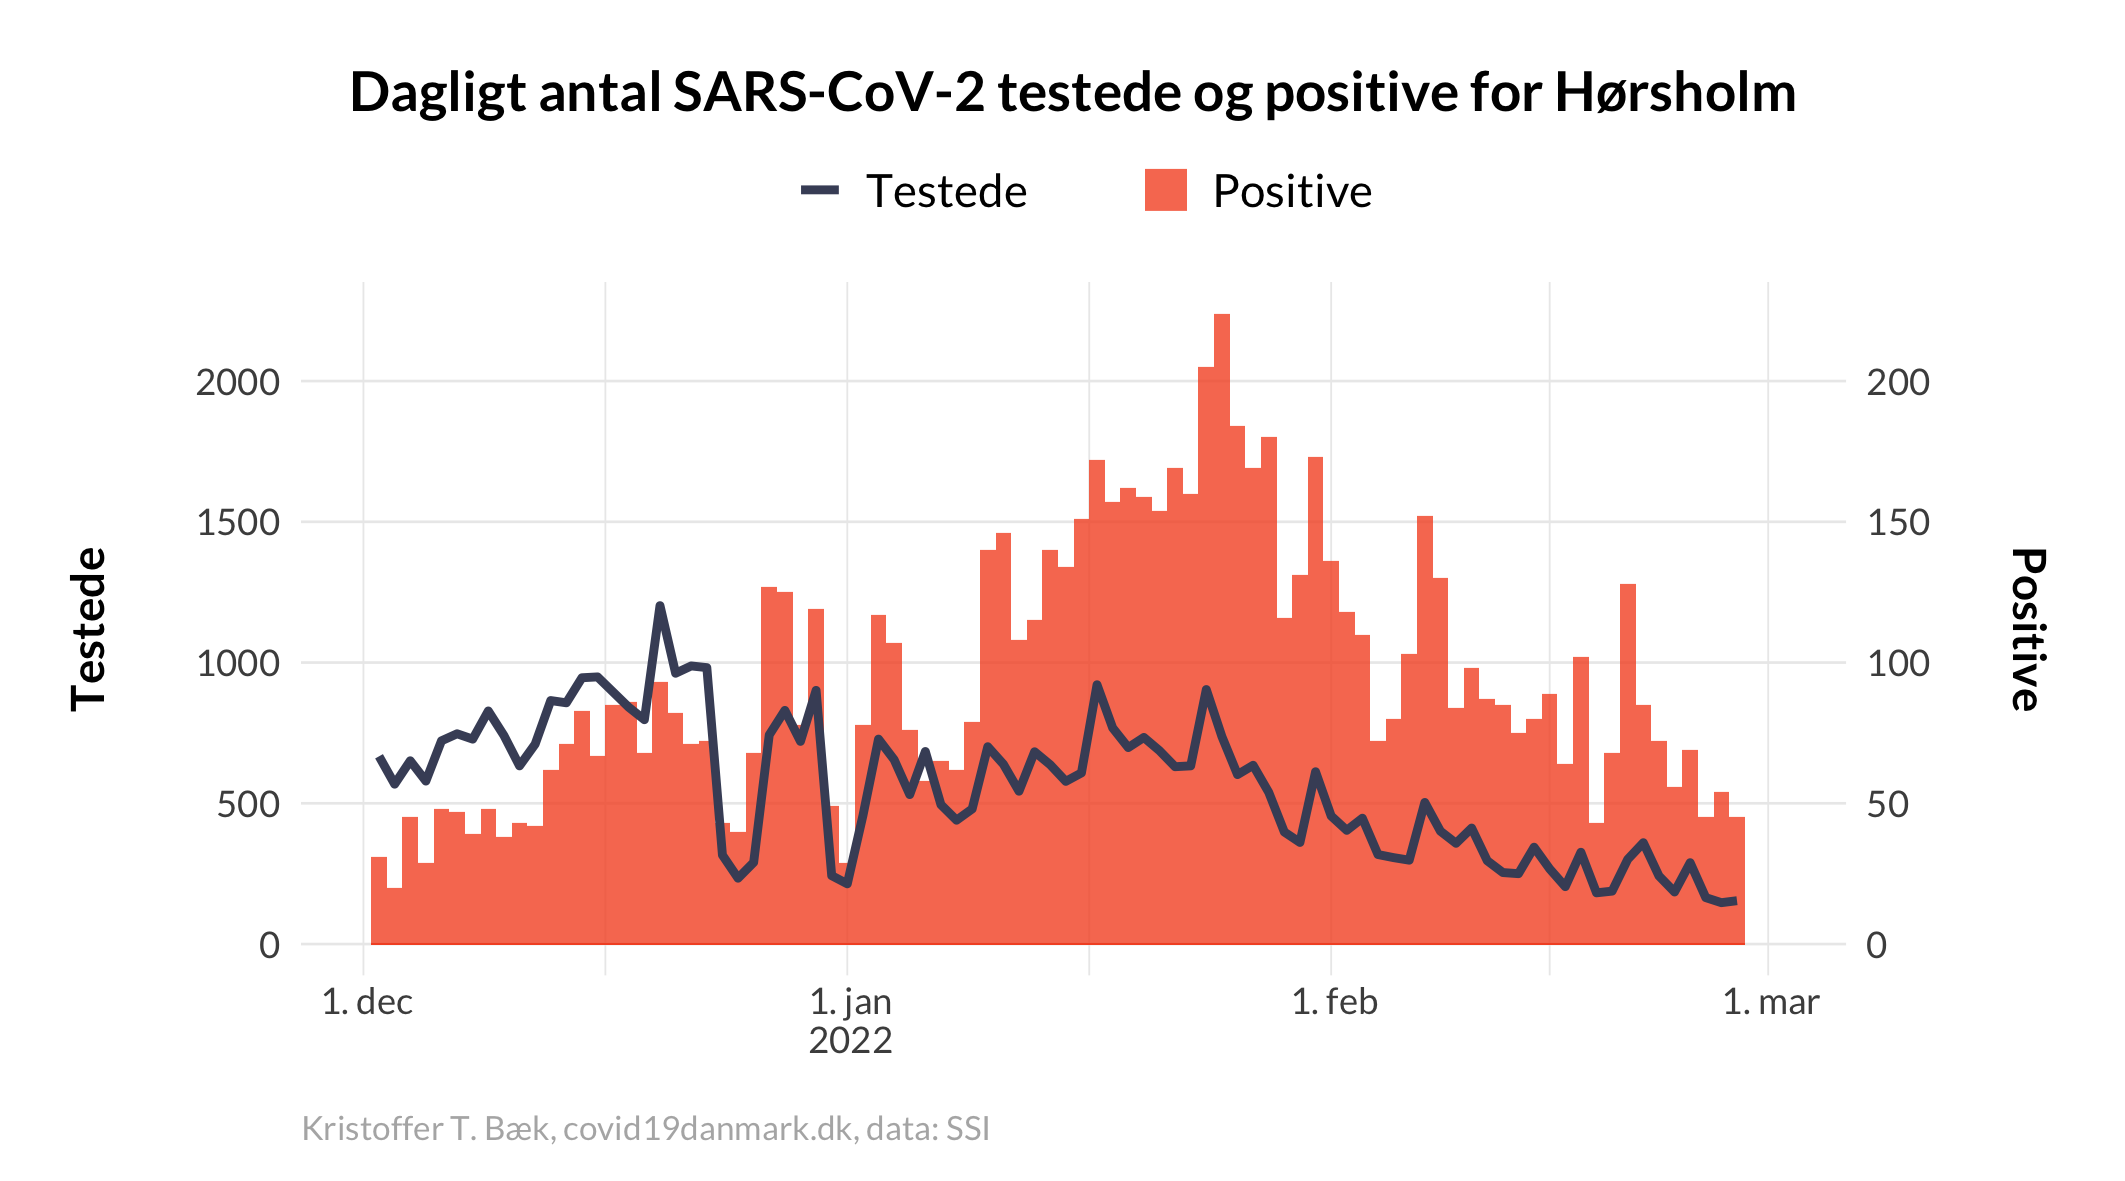 Dagligt antal SARS-CoV-2 testede og positive for Hørsholm
Testede
Positive
2000
1500
1000
500
0
Testede
200
150
100
50
0
Positive
1. dec
1. jan
2022
1. feb
1. mar
Kristoffer T. Bæk, covid19danmark.dk, data: SSI